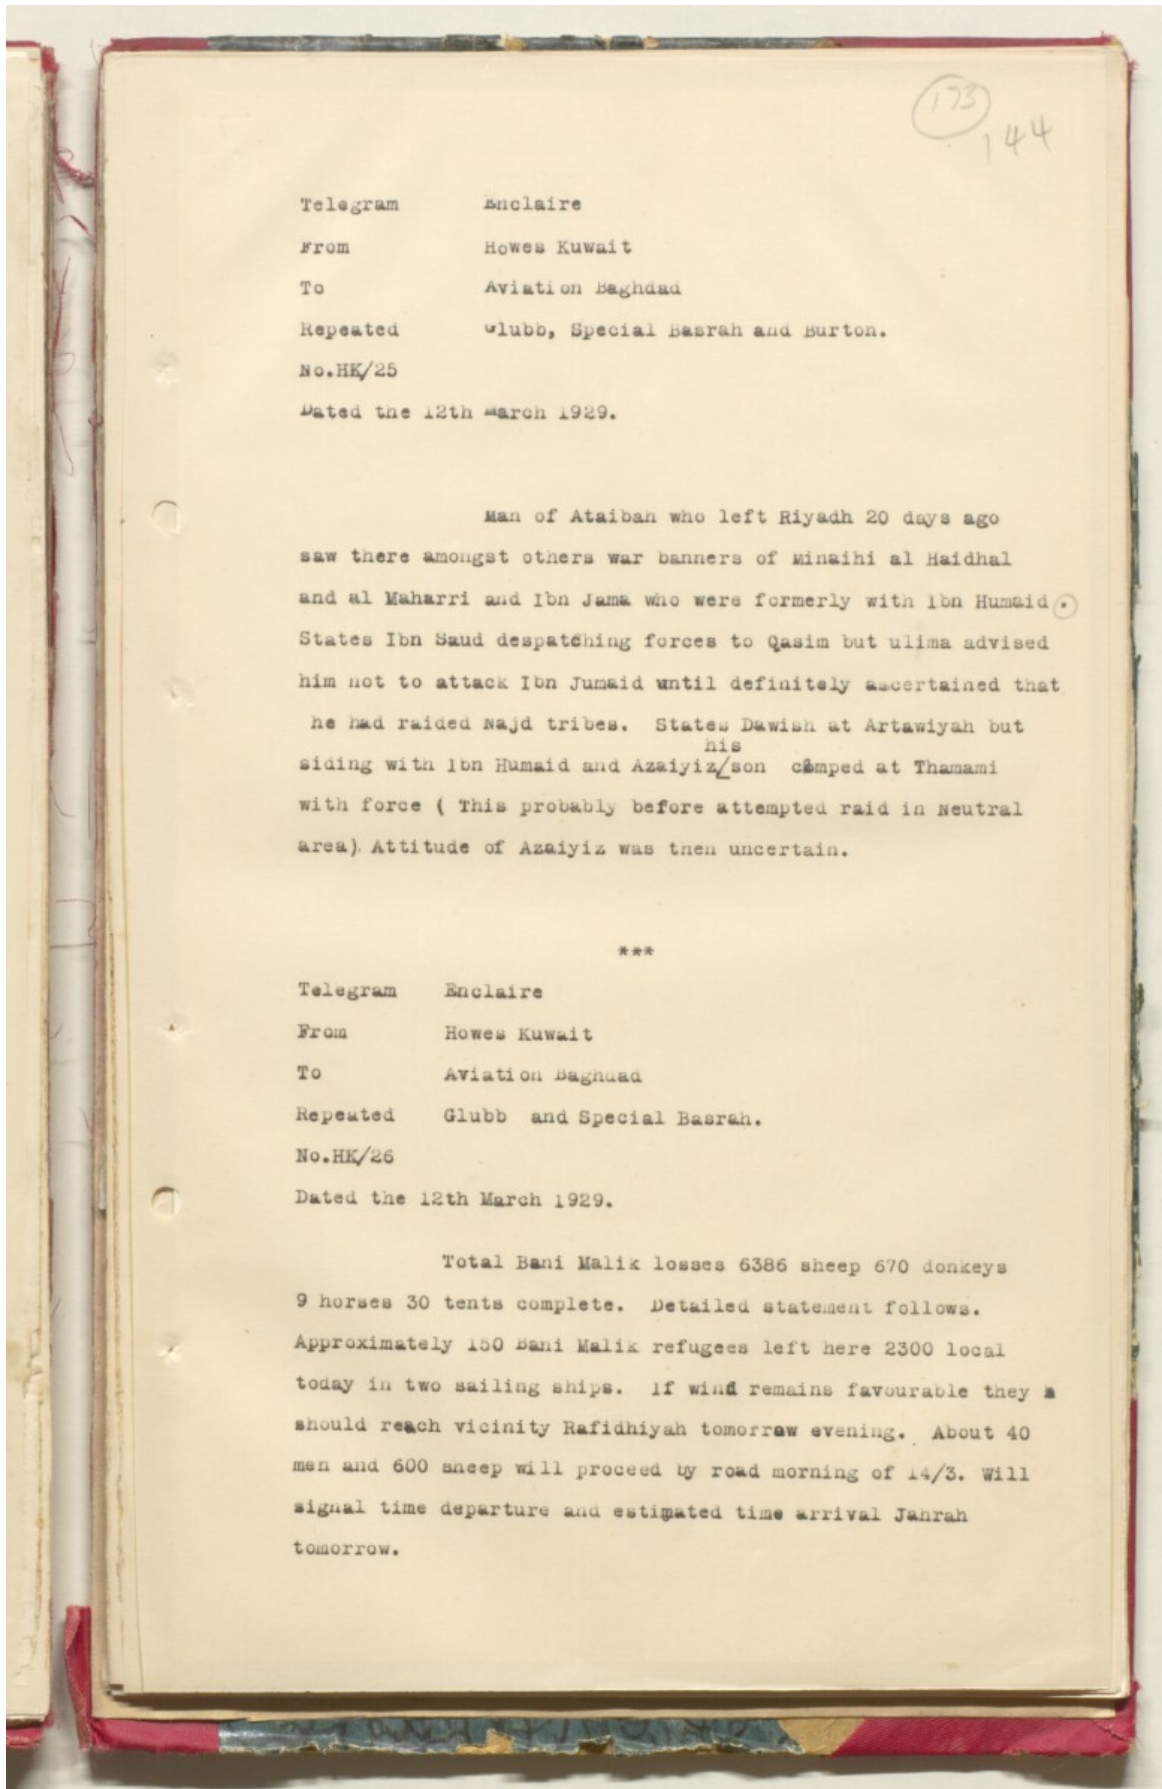 173
144
Telegram Enclaire
From Howes Kuwait
To Aviation Baghdad
Repeated Glubb, Special Basrah and Burton.
No.HK/25
Dated the 12th March 1929.
Man of Ataibah who left Riyadh 20 days ago
saw there amongst others war banners of Minaihi al Haidhal
and al Maharri and Ibn Jama who were formerly with Ibn Humaid.
States Ibn Saud despatching forces to Qasim but ulima advised
him not to attack Ibn Jumaid until definitely ascertained that
he had raided Najd tribes. States Dawish at Artawiyah but
his
siding with Ibn Humaid and Azaiyiz/son camped at Thamami
with force ( This probably before attempted raid in Neutral
area). Attitude of Azaiyiz was then uncertain.
***
Telegram Enclaire
From Howes Kuwait
To Aviation Baghdad
Repeated Glubb and Special Basrah.
No.HK/26
Dated the 12th March 1929.
Total Bani Malik losses 6386 sheep 670 donkeys
9 horses 30 tents complete. Detailed statement follows.
Approximately 150 Bani Malik refugees left here 2300 local
today in two sailing ships. If wind remains favourable they s
should reach vicinity Rafidhiyah tomorrow evening. About 40
men and 600 sheep will proceed by road morning of 14/3. Will
signal time departure and estimated time arrival Jahrah
tomorrow.